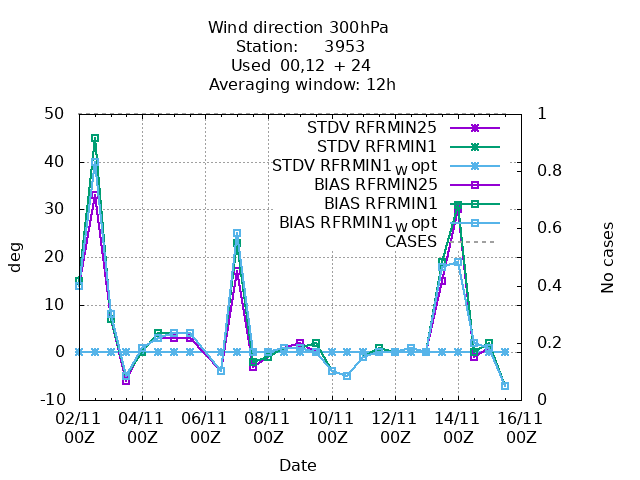 Wind direction 300hPa
Station: 3953
Used 00,12 + 24
Averaging window: 12h
50
40
30
20
10
0
-10
deg
1
0.8
0.6
0.4
0.2
0
No cases
STDV RFRMIN25
STDV RFRMIN1
STDV RFRMIN1_W opt
BIAS RFRMIN25
BIAS RFRMIN1
BIAS RFRMIN1_W opt
CASES
02/11 04/11 06/11 08/11 10/11 12/11 14/11 16/11
00Z 00Z 00Z 00Z 00Z 00Z 00Z 00Z
Date